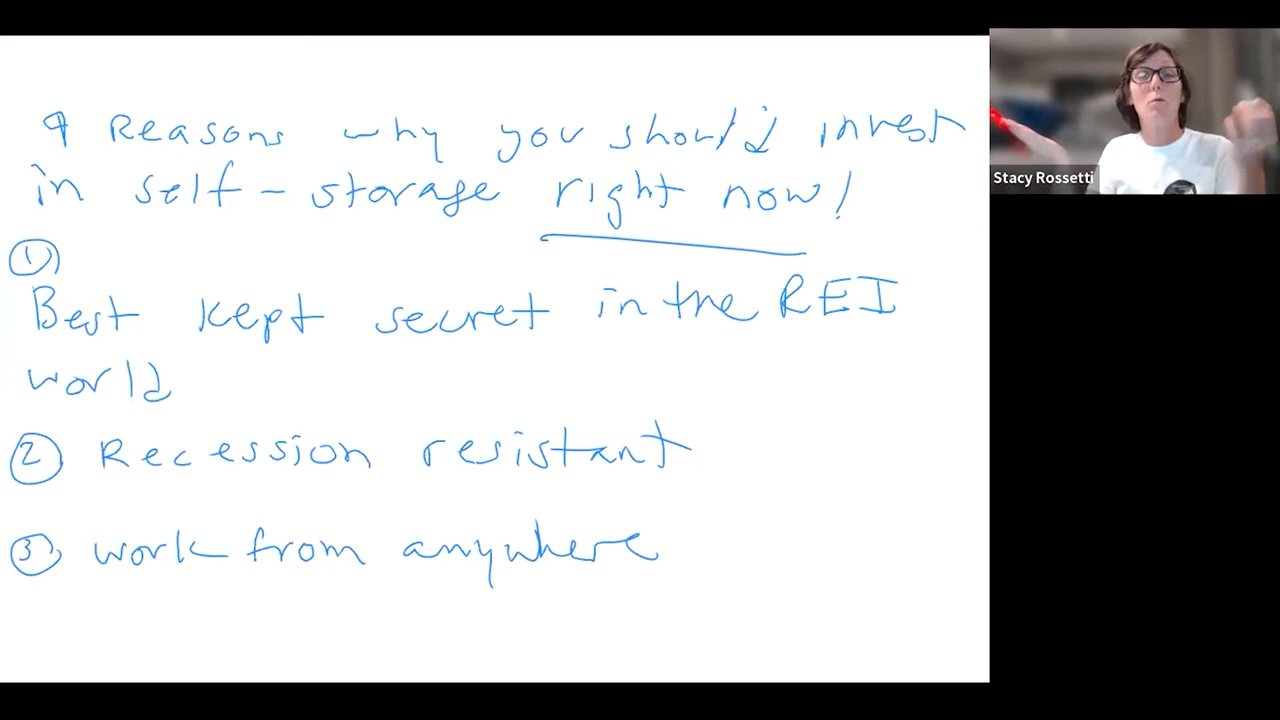 9 Reasons why you should invest
in self-storage right now!
①
Best kept secret in the REI
world
② Recession resistant
③ work from anywhere
Stacy Rossetti